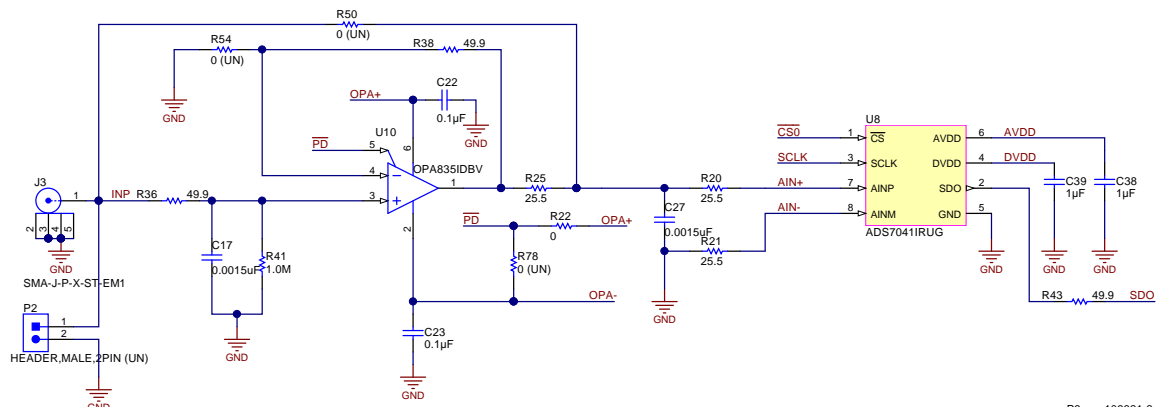 R50
0 (UN)
R54
0 (UN)
R38 49.9
GND
OPA+
C22
0.1µF
GND
PD
U10
5
6
OPA835IDBV
4
3
1
2
J3
1
2 3 4 5
GND
SMA-J-P-X-ST-EM1
INP R36 49.9
C17
0.0015uF
R41
1.0M
GND
P2
1
2
HEADER,MALE,2PIN (UN)
GND
R25
25.5
PD
R22
0
OPA+
R78
0 (UN)
OPA-
C23
0.1µF
GND
C27
0.0015uF
GND
R20
25.5
R21
25.5
CS0
SCLK
AIN+
AIN-
U8
1 CS
3 SCLK
7 AINP
8 AINM
AVDD 6
DVDD 4
SDO 2
GND 5
ADS7041IRUG
AVDD
DVDD
GND
C39
1µF
GND
C38
1µF
GND
R43 49.9 SDO